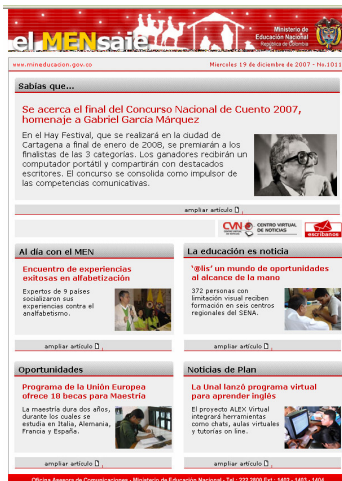 el MENsaje
Ministerio de
Educación Nacional
República de Colombia
www.mineducacion.gov.co
Miercoles 19 de diciembre de 2007 - No.1011
Sabías que...
Se acerca el final del Concurso Nacional de Cuento 2007,
homenaje a Gabriel García Márquez
En el Hay Festival, que se realizará en la ciudad de
Cartagena a final de enero de 2008, se premiarán a los
finalistas de las 3 categorías. Los ganadores recibirán un
computador portátil y compartirán con destacados
escritores. El concurso se consolida como impulsor de
las competencias comunicativas.
ampliar artículo
CVN CENTRO VIRTUAL
DE NOTICIAS
escríbanos
Al día con el MEN
Encuentro de experiencias
exitosas en alfabetización
Expertos de 9 países
socializaron sus
experiencias contra el
analfabetismo.
ampliar artículo
La educación es noticia
'@lis' un mundo de oportunidades
al alcance de la mano
372 personas con
limitación visual reciben
formación en seis centros
regionales del SENA.
ampliar artículo
Oportunidades
Programa de la Unión Europea
ofrece 18 becas para Maestría
La maestría dura dos años,
durante los cuales se
estudia en Italia, Alemania,
Francia y España.
ampliar artículo
Noticias de Plan
La Unal lanzó programa virtual
para aprender inglés
El proyecto ALEX Virtual
integrará herramientas
como chats, aulas virtuales
y tutorías on line.
ampliar artículo
Oficina Asesora de Comunicaciones - Ministerio de Educación Nacional - Tel: 222 2800 Ext: 1402 - 1403 - 1404